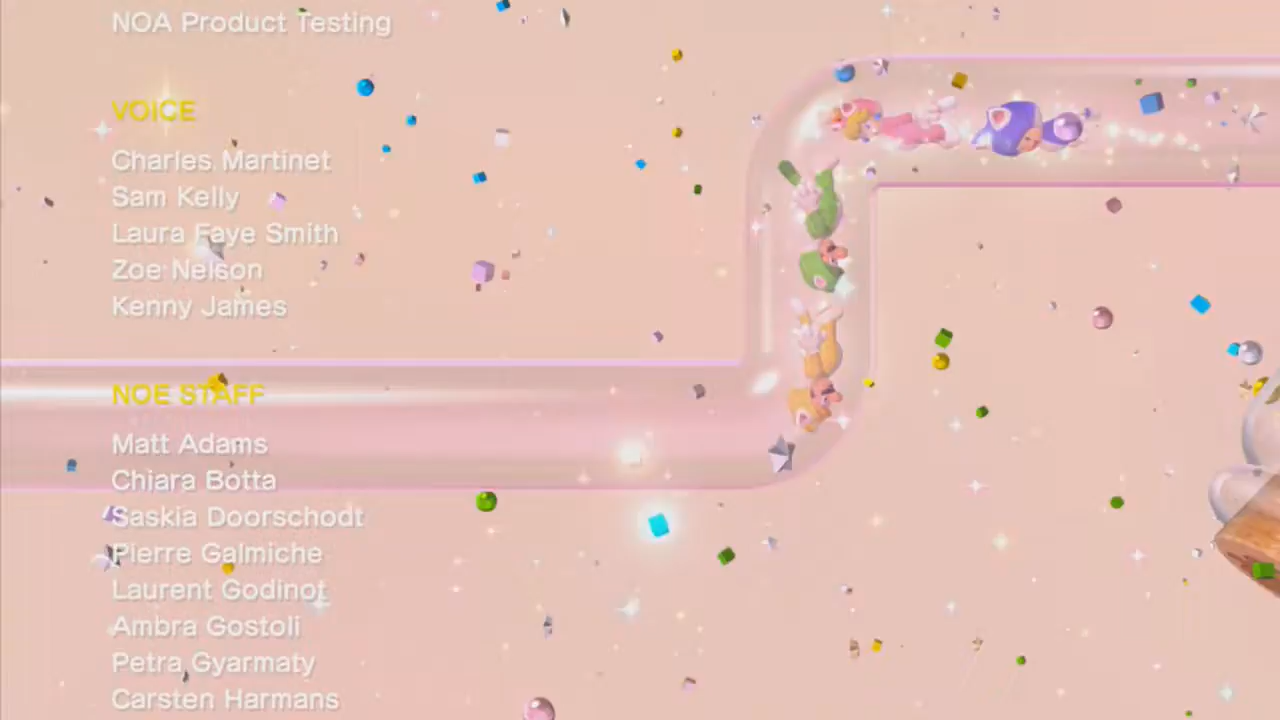 NOA Product Testing
VOICE
Charles Martinet
Sam Kelly
Laura Faye Smith
Zoe Nelson
Kenny James
NOE STAFF
Matt Adams
Chiara Botta
Saskia Doorschodt
Pierre Galmiche
Laurent Godinot
Ambra Gostoli
Petra Gyarmaty
Carsten Harmans